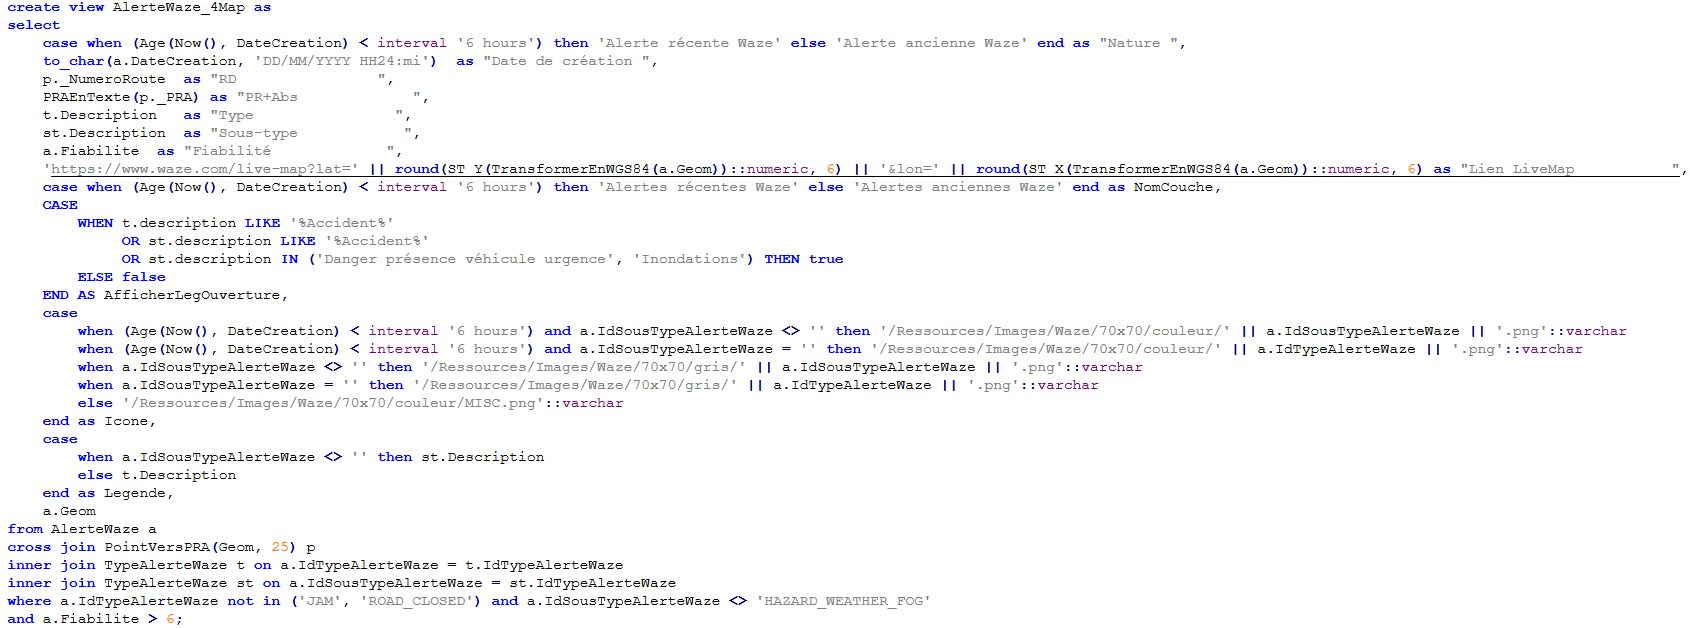 create view AlerteWaze_4Map as
select
    case when (Age(Now(), DateCreation) < interval '6 hours') then 'Alerte récente Waze' else 'Alerte ancienne Waze' end as "Nature ",
    to_char(a.DateCreation, 'DD/MM/YYYY HH24:mi')  as "Date de création ",
    p._NumeroRoute  as "RD                ",
    PRAEnTexte(p._PRA) as "PR+Abs             ",
    t.Description   as "Type                ",
    st.Description  as "Sous-type            ",
    a.Fiabilite  as "Fiabilité             ",
    'https://www.waze.com/live-map?lat=' || round(ST_Y(TransformerEnWGS84(a.Geom))::numeric, 6) || '&lon=' || round(ST_X(TransformerEnWGS84(a.Geom))::numeric, 6) as "Lien LiveMap           ",
    case when (Age(Now(), DateCreation) < interval '6 hours') then 'Alertes récentes Waze' else 'Alertes anciennes Waze' end as NomCouche,
    CASE
        WHEN t.description LIKE '%Accident%'
             OR st.description LIKE '%Accident%'
             OR st.description IN ('Danger présence véhicule urgence', 'Inondations') THEN true
        ELSE false
    END AS AfficherLegOuverture,
    case
        when (Age(Now(), DateCreation) < interval '6 hours') and a.IdSousTypeAlerteWaze <> '' then '/Ressources/Images/Waze/70x70/couleur/' || a.IdSousTypeAlerteWaze || '.png'::varchar
        when (Age(Now(), DateCreation) < interval '6 hours') and a.IdSousTypeAlerteWaze = '' then '/Ressources/Images/Waze/70x70/couleur/' || a.IdTypeAlerteWaze || '.png'::varchar
        when a.IdSousTypeAlerteWaze <> '' then '/Ressources/Images/Waze/70x70/gris/' || a.IdSousTypeAlerteWaze || '.png'::varchar
        when a.IdSousTypeAlerteWaze = '' then '/Ressources/Images/Waze/70x70/gris/' || a.IdTypeAlerteWaze || '.png'::varchar
        else '/Ressources/Images/Waze/70x70/couleur/MISC.png'::varchar
    end as Icone,
    case
        when a.IdSousTypeAlerteWaze <> '' then st.Description
        else t.Description
    end as Legende,
    a.Geom
from AlerteWaze a
cross join PointVersPRA(Geom, 25) p
inner join TypeAlerteWaze t on a.IdTypeAlerteWaze = t.IdTypeAlerteWaze
inner join TypeAlerteWaze st on a.IdSousTypeAlerteWaze = st.IdTypeAlerteWaze
where a.IdTypeAlerteWaze not in ('JAM', 'ROAD_CLOSED') and a.IdSousTypeAlerteWaze <> 'HAZARD_WEATHER_FOG'
and a.Fiabilite > 6;